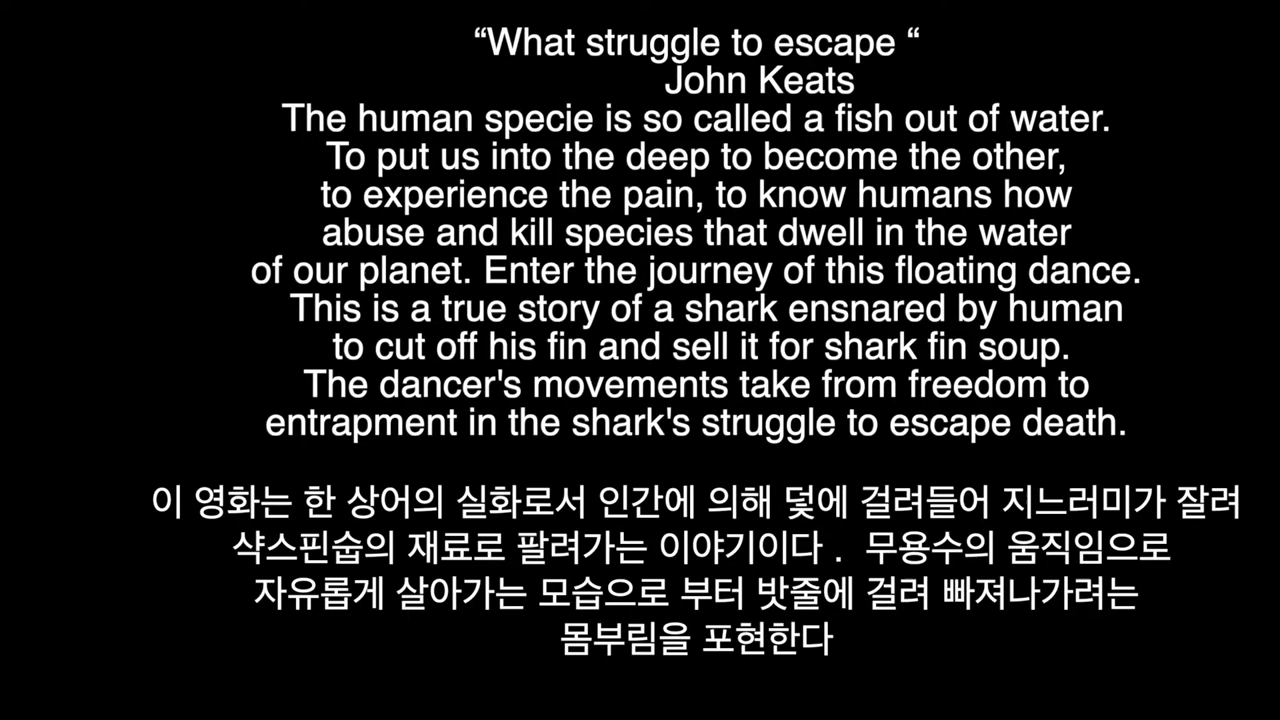 “What struggle to escape “
John Keats
The human specie is so called a fish out of water.
To put us into the deep to become the other,
to experience the pain, to know humans how
abuse and kill species that dwell in the water
of our planet. Enter the journey of this floating dance.
This is a true story of a shark ensnared by human
to cut off his fin and sell it for shark fin soup.
The dancer's movements take from freedom to
entrapment in the shark's struggle to escape death.
이 영화는 한 상어의 실화로서 인간에 의해 덫에 걸려들어 지느러미가 잘려
샥스핀숩의 재료로 팔려가는 이야기이다 . 무용수의 움직임으로
자유롭게 살아가는 모습으로 부터 밧줄에 걸려 빠져나가려는
몸부림을 포현한다